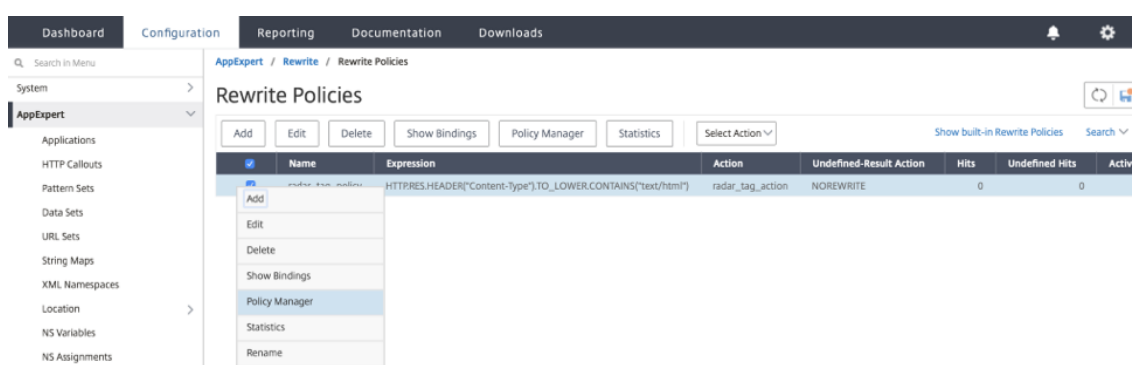 Dashboard Configuration Reporting Documentation Downloads
Search in Menu
AppExpert / Rewrite / Rewrite Policies
System
Rewrite Policies
AppExpert
Add Edit Delete Show Bindings Policy Manager Statistics Select Action Show built-in Rewrite Policies Search
Applications
HTTP Callouts
Name Expression Action Undefined-Result Action Hits Undefined Hits Activ
Pattern Sets
radar_tag_policy HTTP.RES.HEADER("Content-Type").TO_LOWER.CONTAINS("text/html") radar_tag_action NOREWRITE 0 0
Add
Data Sets
Edit
URL Sets
Delete
String Maps
Show Bindings
XML Namespaces
Policy Manager
Location
Statistics
NS Variables
Rename
NS Assignments